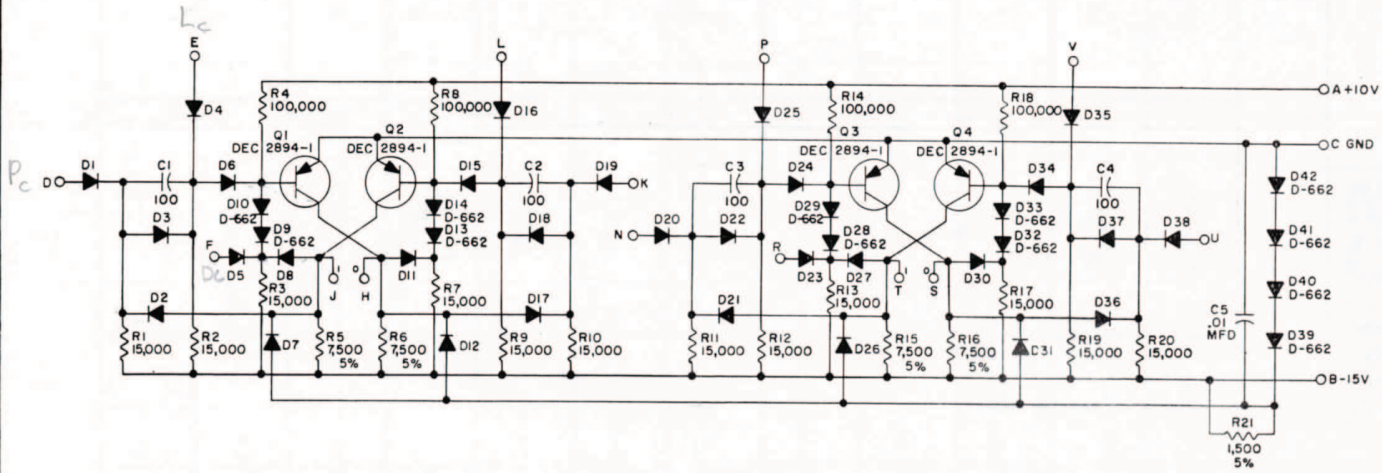 Lc
E
L
P
V
R4
100,000
R8
100,000
D16
R14
100,000
R18
100,000
D35
A+10V
D4
D25
Q1
Q2
Q3
Q4
DEC 2894-1
DEC 2894-1
DEC 2894-1
DEC 2894-1
C GND
Pc
D
D1
C1
100
D6
D15
C2
100
D19
K
C3
100
D24
D34
C4
100
D42
D-662
D3
D10
D-662
D14
D-662
D18
N
D20
D22
D29
D-662
D33
D-662
D37
D38
U
D9
D-662
D13
D-662
D28
D-662
D32
D-662
D41
D-662
F
Dc
D5
D8
1
J
0
H
D11
R
D23
D27
1
T
0
S
D30
D40
D-662
R3
15,000
R7
15,000
R13
15,000
R17
15,000
D2
D17
D21
D36
C5
.01
MFD
D39
D-662
R1
15,000
R2
15,000
D7
R5
7,500
5%
R6
7,500
5%
D12
R9
15,000
R10
15,000
R11
15,000
R12
15,000
D26
R15
7,500
5%
R16
7,500
5%
D31
R19
15,000
R20
15,000
B-15V
R21
1,500
5%